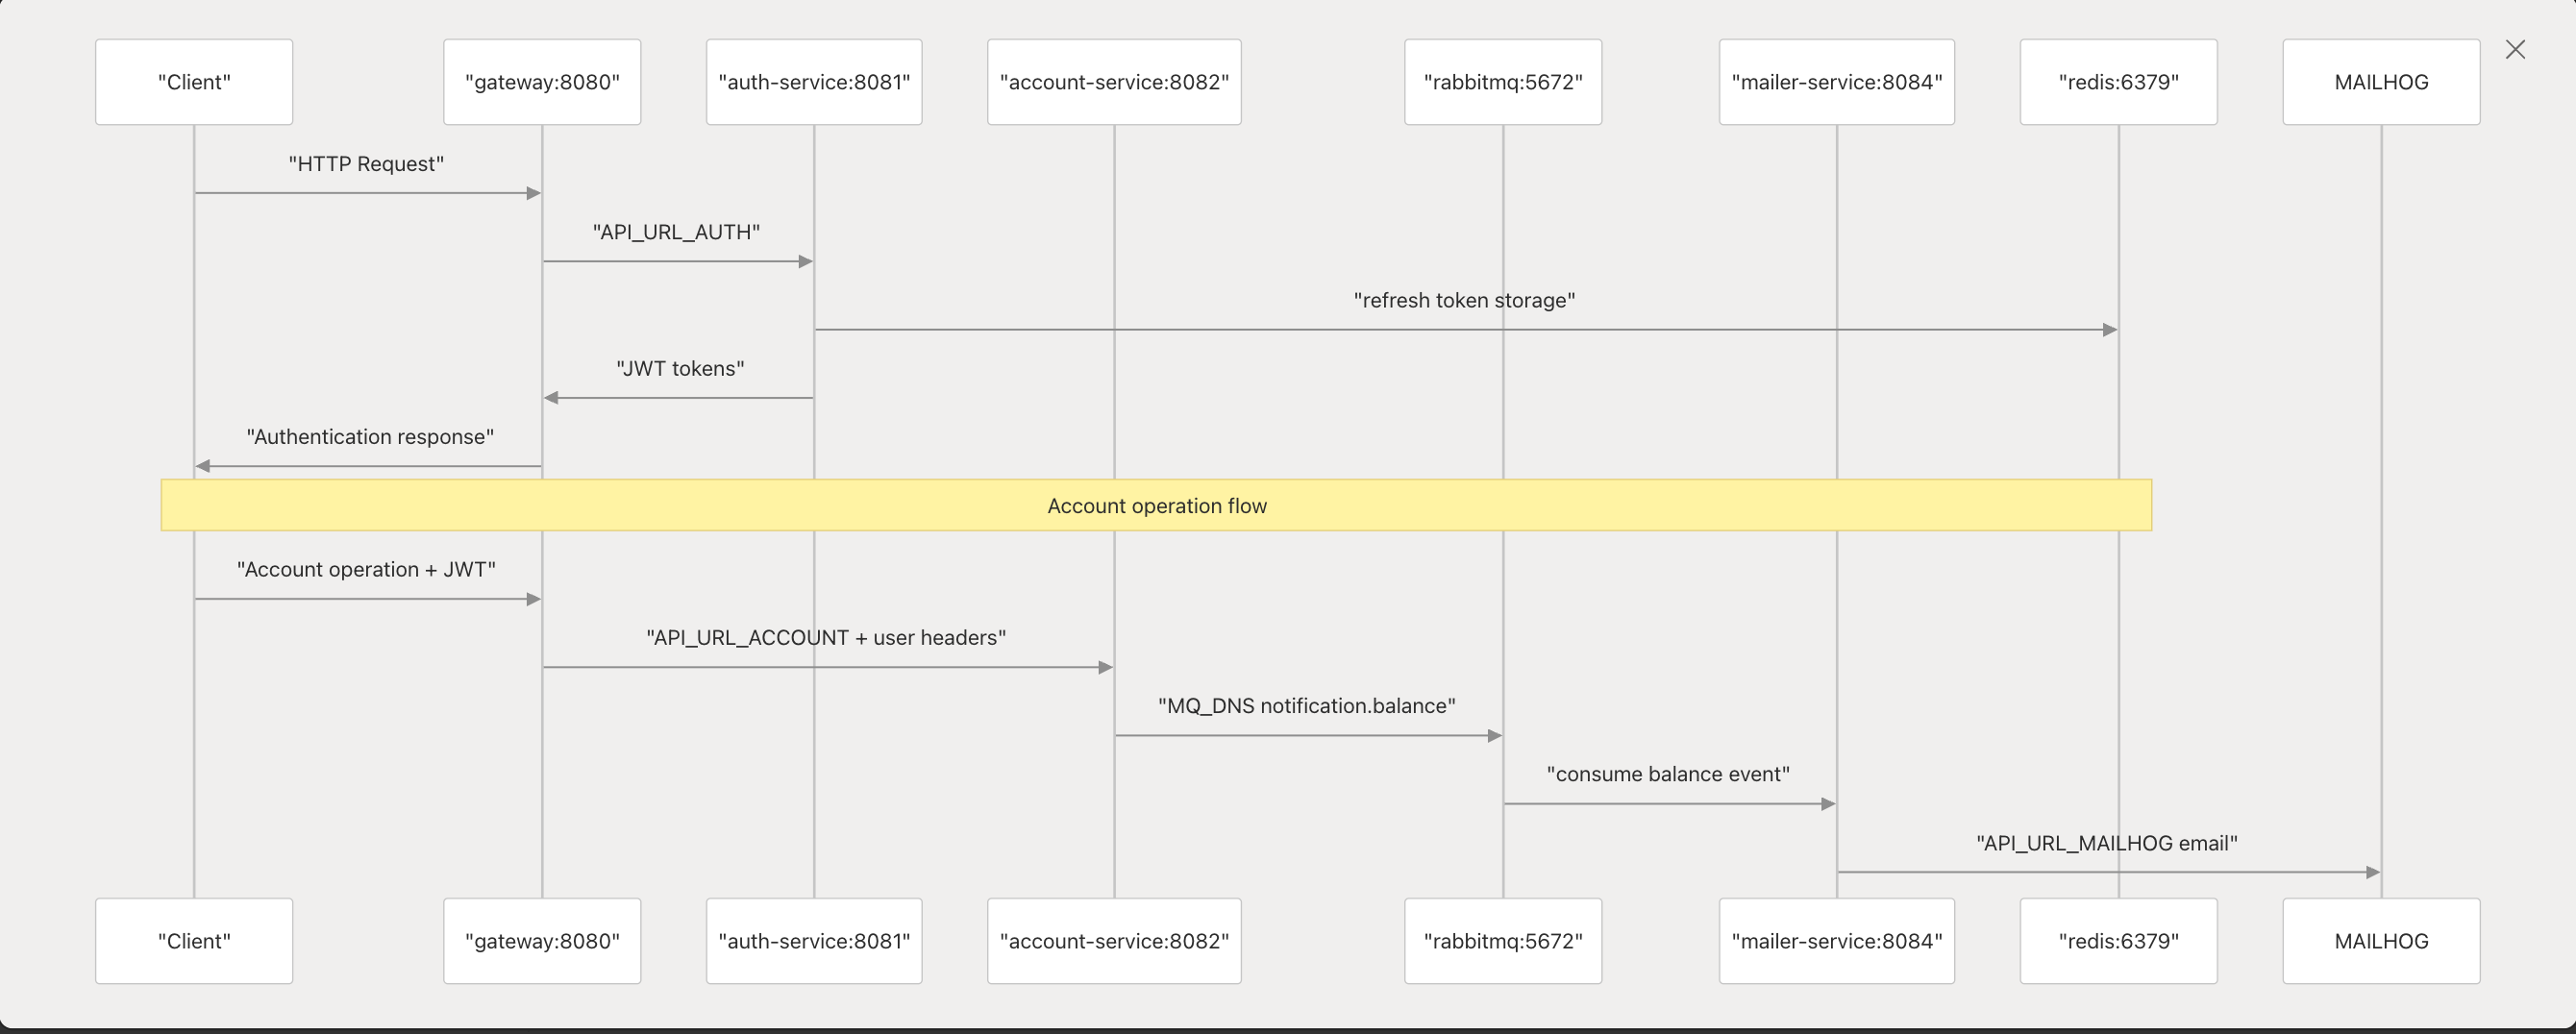 "Client"
"gateway:8080"
"auth-service:8081"
"account-service:8082"
"rabbitmq:5672"
"mailer-service:8084"
"redis:6379"
MAILHOG
"HTTP Request"
"API_URL_AUTH"
"refresh token storage"
"JWT tokens"
"Authentication response"
Account operation flow
"Account operation + JWT"
"API_URL_ACCOUNT + user headers"
"MQ_DNS notification.balance"
"consume balance event"
"API_URL_MAILHOG email"
"Client"
"gateway:8080"
"auth-service:8081"
"account-service:8082"
"rabbitmq:5672"
"mailer-service:8084"
"redis:6379"
MAILHOG